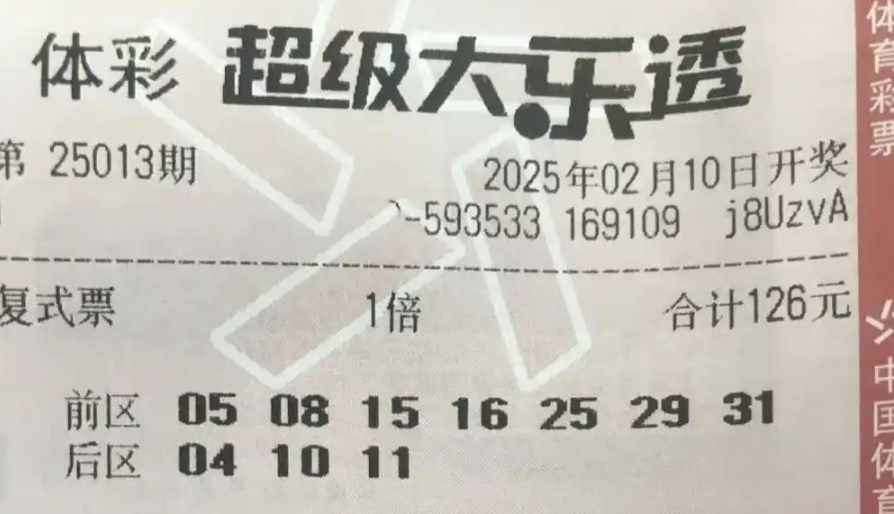 体彩 超级大乐透
第 25013期 2025年02月10日开奖
-593533 169109 j8UzvA
复式票 1倍 合计126元
前区 05 08 15 16 25 29 31
后区 04 10 11
体育彩票
中国体育